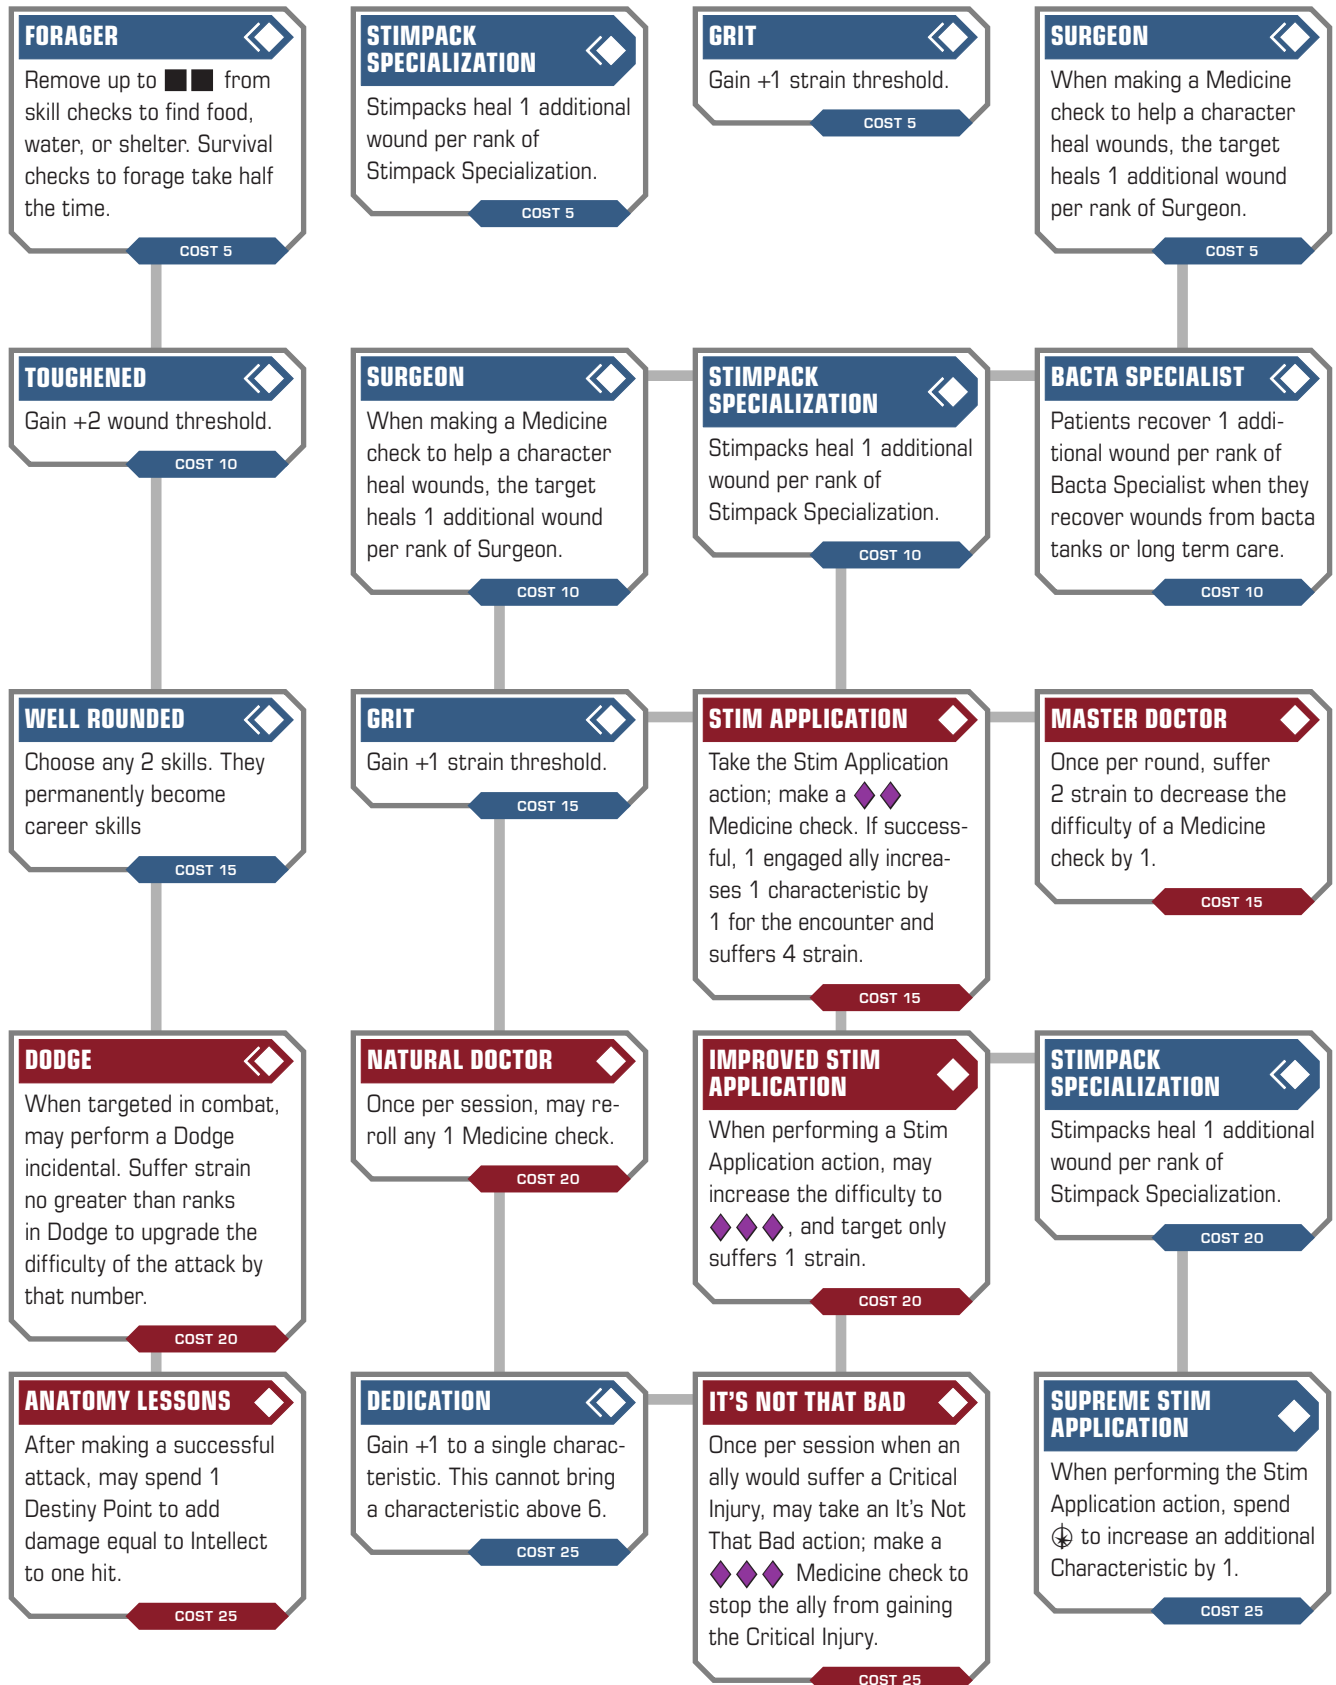 FORAGER
Remove up to from
skill checks to find food,
water, or shelter. Survival
checks to forage take half
the time.
COST 5
STIMPACK
SPECIALIZATION
Stimpacks heal 1 additional
wound per rank of
Stimpack Specialization.
COST 5
GRIT
Gain +1 strain threshold.
COST 5
SURGEON
When making a Medicine
check to help a character
heal wounds, the target
heals 1 additional wound
per rank of Surgeon.
COST 5
TOUGHENED
Gain +2 wound threshold.
COST 10
SURGEON
When making a Medicine
check to help a character
heal wounds, the target
heals 1 additional wound
per rank of Surgeon.
COST 10
STIMPACK
SPECIALIZATION
Stimpacks heal 1 additional
wound per rank of
Stimpack Specialization.
COST 10
BACTA SPECIALIST
Patients recover 1 addi-
tional wound per rank of
Bacta Specialist when they
recover wounds from bacta
tanks or long term care.
COST 10
WELL ROUNDED
Choose any 2 skills. They
permanently become
career skills
COST 15
GRIT
Gain +1 strain threshold.
COST 15
STIM APPLICATION
Take the Stim Application
action; make a
Medicine check. If success-
ful, 1 engaged ally increa-
ses 1 characteristic by
1 for the encounter and
suffers 4 strain.
COST 15
MASTER DOCTOR
Once per round, suffer
2 strain to decrease the
difficulty of a Medicine
check by 1.
COST 15
DODGE
When targeted in combat,
may perform a Dodge
incidental. Suffer strain
no greater than ranks
in Dodge to upgrade the
difficulty of the attack by
that number.
COST 20
NATURAL DOCTOR
Once per session, may re-
roll any 1 Medicine check.
COST 20
IMPROVED STIM
APPLICATION
When performing a Stim
Application action, may
increase the difficulty to
, and target only
suffers 1 strain.
COST 20
STIMPACK
SPECIALIZATION
Stimpacks heal 1 additional
wound per rank of
Stimpack Specialization.
COST 20
ANATOMY LESSONS
After making a successful
attack, may spend 1
Destiny Point to add
damage equal to Intellect
to one hit.
COST 25
DEDICATION
Gain +1 to a single charac-
teristic. This cannot bring
a characteristic above 6.
COST 25
IT'S NOT THAT BAD
Once per session when an
ally would suffer a Critical
Injury, may take an It's Not
That Bad action; make a
Medicine check to
stop the ally from gaining
the Critical Injury.
COST 25
SUPREME STIM
APPLICATION
When performing the Stim
Application action, spend
to increase an additional
Characteristic by 1.
COST 25